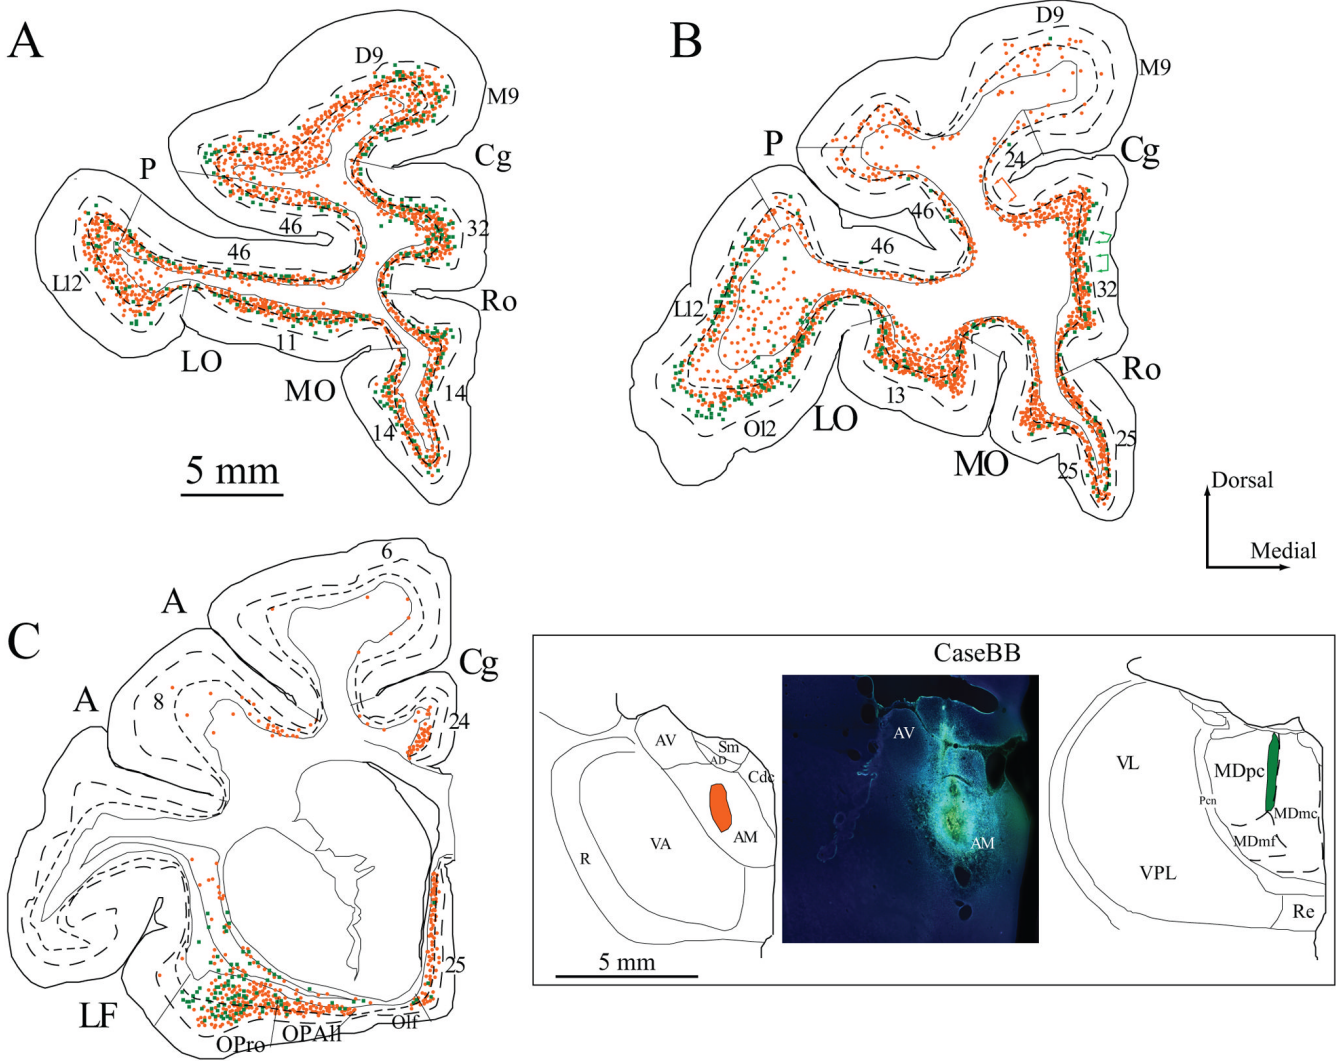 A
D9
M9
P
Cg
46
46
32
L12
Ro
LO
11
MO
14
14
5 mm
B
D9
M9
P
24
Cg
46
46
32
L12
Ro
13
LO
O12
MO
25
25
Dorsal
Medial
C
6
A
Cg
A
8
24
25
LF
OPro
OPAll
Olf
CaseBB
AV
Sm
AD
Cdc
AM
VA
R
5 mm
AV
AM
VL
MDpc
Pcn
MDmc
MDmf
VPL
Re